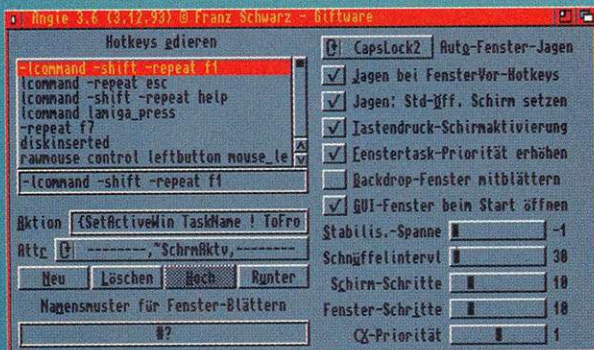 Angie 3.6 (3.12.93) © Franz Schwarz - Giftware
Hotkeys edieren
-lcommand -shift -repeat f1
lcommand -repeat esc
lcommand -shift -repeat help
lcommand lamiga_press
-repeat f7
diskinserted
rawmouse control leftbutton mouse_le
-lcommand -shift -repeat f1
Aktion {SetActiveWin TaskName ! ToFro
Attr --------,~SchrmAktv,--------
Neu Löschen Hoch Runter
Namensmuster für Fenster-Blättern
#?
CapsLock2 Auto-Fenster-Jagen
Jagen bei FensterVor-Hotkeys
Jagen: Std-Öff. Schirm setzen
Tastendruck-Schirmaktivierung
Fenstertask-Priorität erhöhen
Backdrop-Fenster mitblättern
GUI-Fenster beim Start öffnen
Stabilis.-Spanne -1
Schnüffelintervl 30
Schirm-Schritte 10
Fenster-Schritte 10
CX-Priorität 1